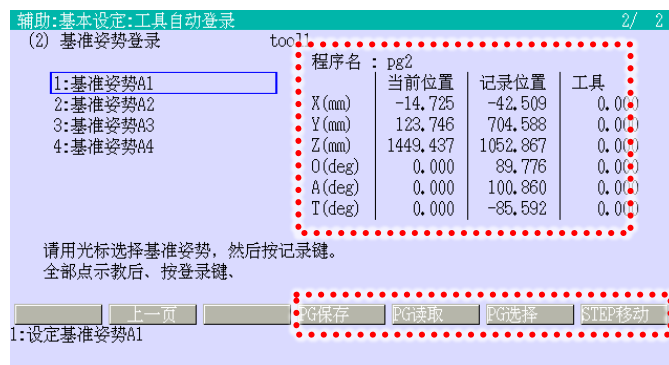 辅助:基本设定:工具自动登录 2/ 2
(2) 基准姿势登录 tool1
程序名 : pg2
当前位置 记录位置 工具
1:基准姿势A1 X(mm) -14.725 -42.509 0.000
2:基准姿势A2 Y(mm) 123.746 704.588 0.000
3:基准姿势A3 Z(mm) 1449.437 1052.867 0.000
4:基准姿势A4 O(deg) 0.000 89.776 0.000
A(deg) 0.000 100.860 0.000
T(deg) 0.000 -85.592 0.000
请用光标选择基准姿势，然后按记录键。
全部点示教后、按登录键、
上一页 PG保存 PG读取 PG选择 STEP移动
1:设定基准姿势A1